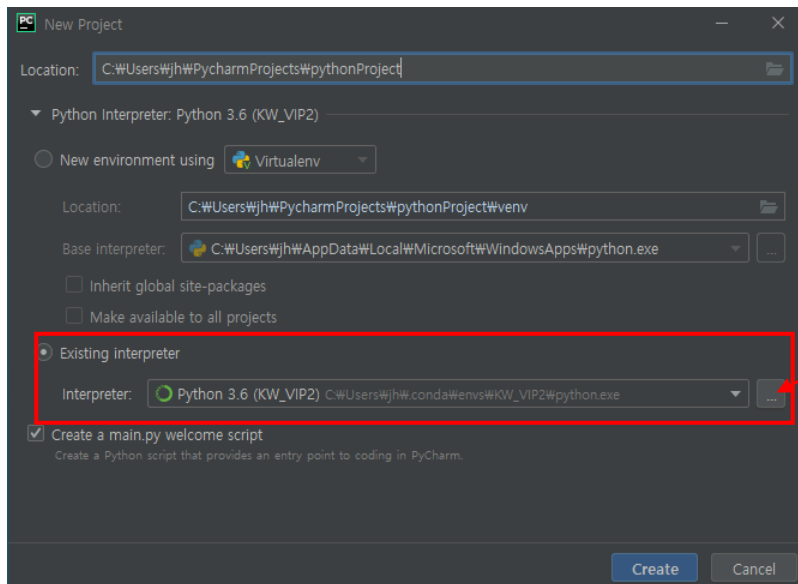 PC New Project
Location: C:₩Users₩jh₩PycharmProjects₩pythonProject
Python Interpreter: Python 3.6 (KW_VIP2)
New environment using Virtualenv
Location: C:₩Users₩jh₩PycharmProjects₩pythonProject₩venv
Base interpreter: C:₩Users₩jh₩AppData₩Local₩Microsoft₩WindowsApps₩python.exe ...
Inherit global site-packages
Make available to all projects
Existing interpreter
Interpreter: Python 3.6 (KW_VIP2) C:₩Users₩jh₩.conda₩envs₩KW_VIP2₩python.exe ...
Create a main.py welcome script
Create a Python script that provides an entry point to coding in PyCharm.
Create Cancel